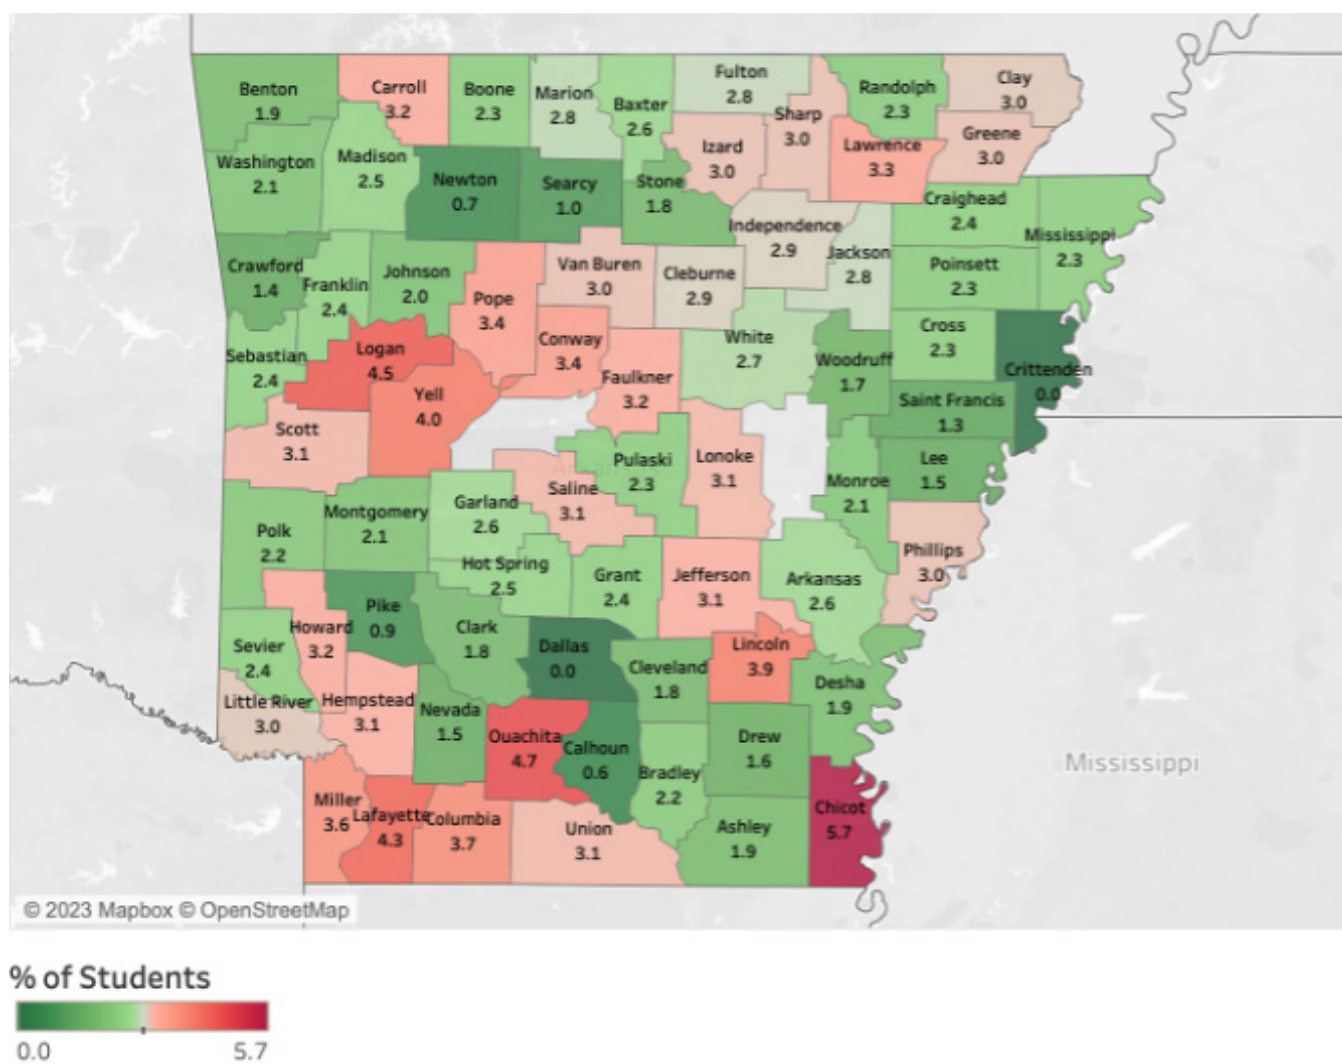 Benton
1.9
Carroll
3.2
Boone
2.3
Marion
2.8
Baxter
2.6
Fulton
2.8
Sharp
3.0
Randolph
2.3
Clay
3.0
Izard
3.0
Lawrence
3.3
Greene
3.0
Washington
2.1
Madison
2.5
Newton
0.7
Searcy
1.0
Stone
1.8
Independence
2.9
Jackson
2.8
Craighead
2.4
Mississippi
2.3
Crawford
1.4
Franklin
2.4
Johnson
2.0
Pope
3.4
Van Buren
3.0
Cleburne
2.9
Poinsett
2.3
Sebastian
2.4
Logan
4.5
Yell
4.0
Conway
3.4
Faulkner
3.2
White
2.7
Woodruff
1.7
Cross
2.3
Crittenden
0.0
Saint Francis
1.3
Scott
3.1
Arkansas
Pulaski
2.3
Lonoke
3.1
Saline
3.1
Monroe
2.1
Lee
1.5
Polk
2.2
Montgomery
2.1
Garland
2.6
Hot Spring
2.5
Grant
2.4
Jefferson
3.1
Arkansas
2.6
Phillips
3.0
Howard
3.2
Pike
0.9
Clark
1.8
Dallas
0.0
Cleveland
1.8
Lincoln
3.9
Desha
1.9
Sevier
2.4
Little River
3.0
Hempstead
3.1
Nevada
1.5
Ouachita
4.7
Calhoun
0.6
Bradley
2.2
Drew
1.6
Chicot
5.7
Miller
3.6
Lafayette
4.3
Columbia
3.7
Union
3.1
Ashley
1.9
Mississippi
© 2023 Mapbox © OpenStreetMap
% of Students
0.0 5.7